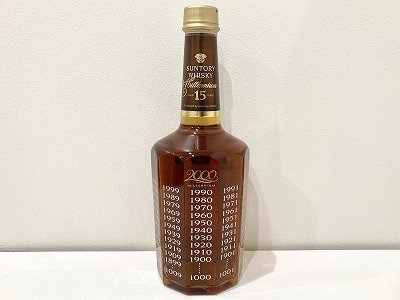 SUNTORY
WHISKY
Millennium
AGED 15 YEARS
2000
MILLENNIUM
1999 1990 1991
1989 1980 1981
1979 1970 1971
1969 1960 1961
1959 1950 1951
1949 1940 1941
1939 1930 1931
1929 1920 1921
1919 1910 1911
1909 1900 1901
1899
1009 1000 1001